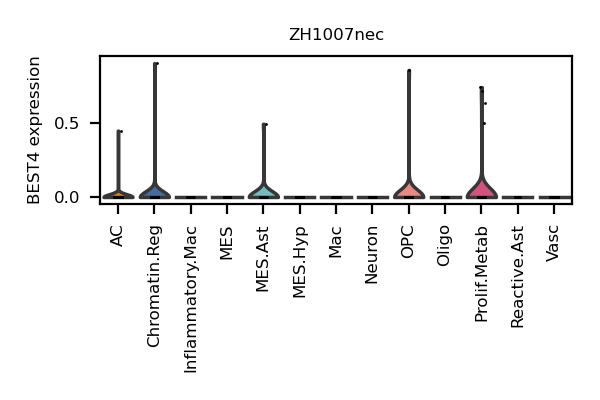 ZH1007nec
BEST4 expression
0.5
0.0
AC
Chromatin.Reg
Inflammatory.Mac
MES
MES.Ast
MES.Hyp
Mac
Neuron
OPC
Oligo
Prolif.Metab
Reactive.Ast
Vasc